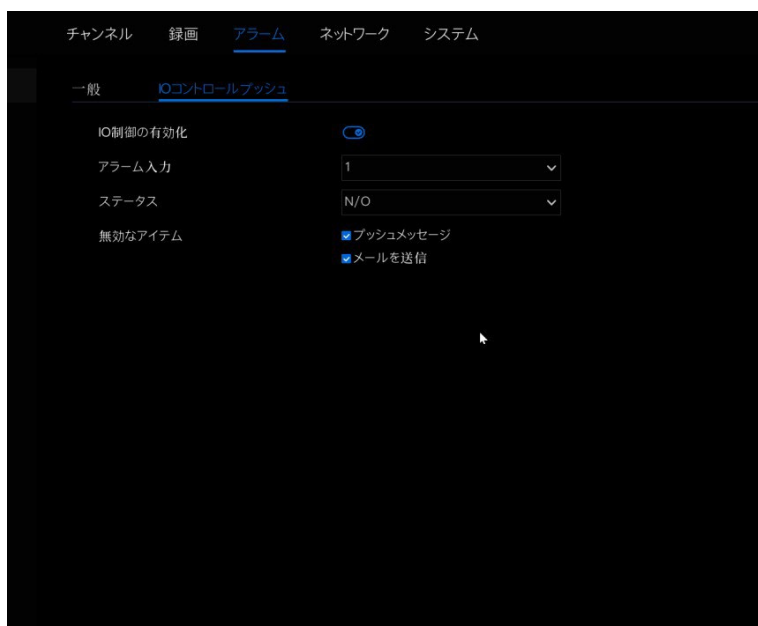 チャンネル 録画 アラーム ネットワーク システム
一般 IOコントロールプッシュ
IO制御の有効化
アラーム入力 1
ステータス N/O
無効なアイテム プッシュメッセージ
メールを送信